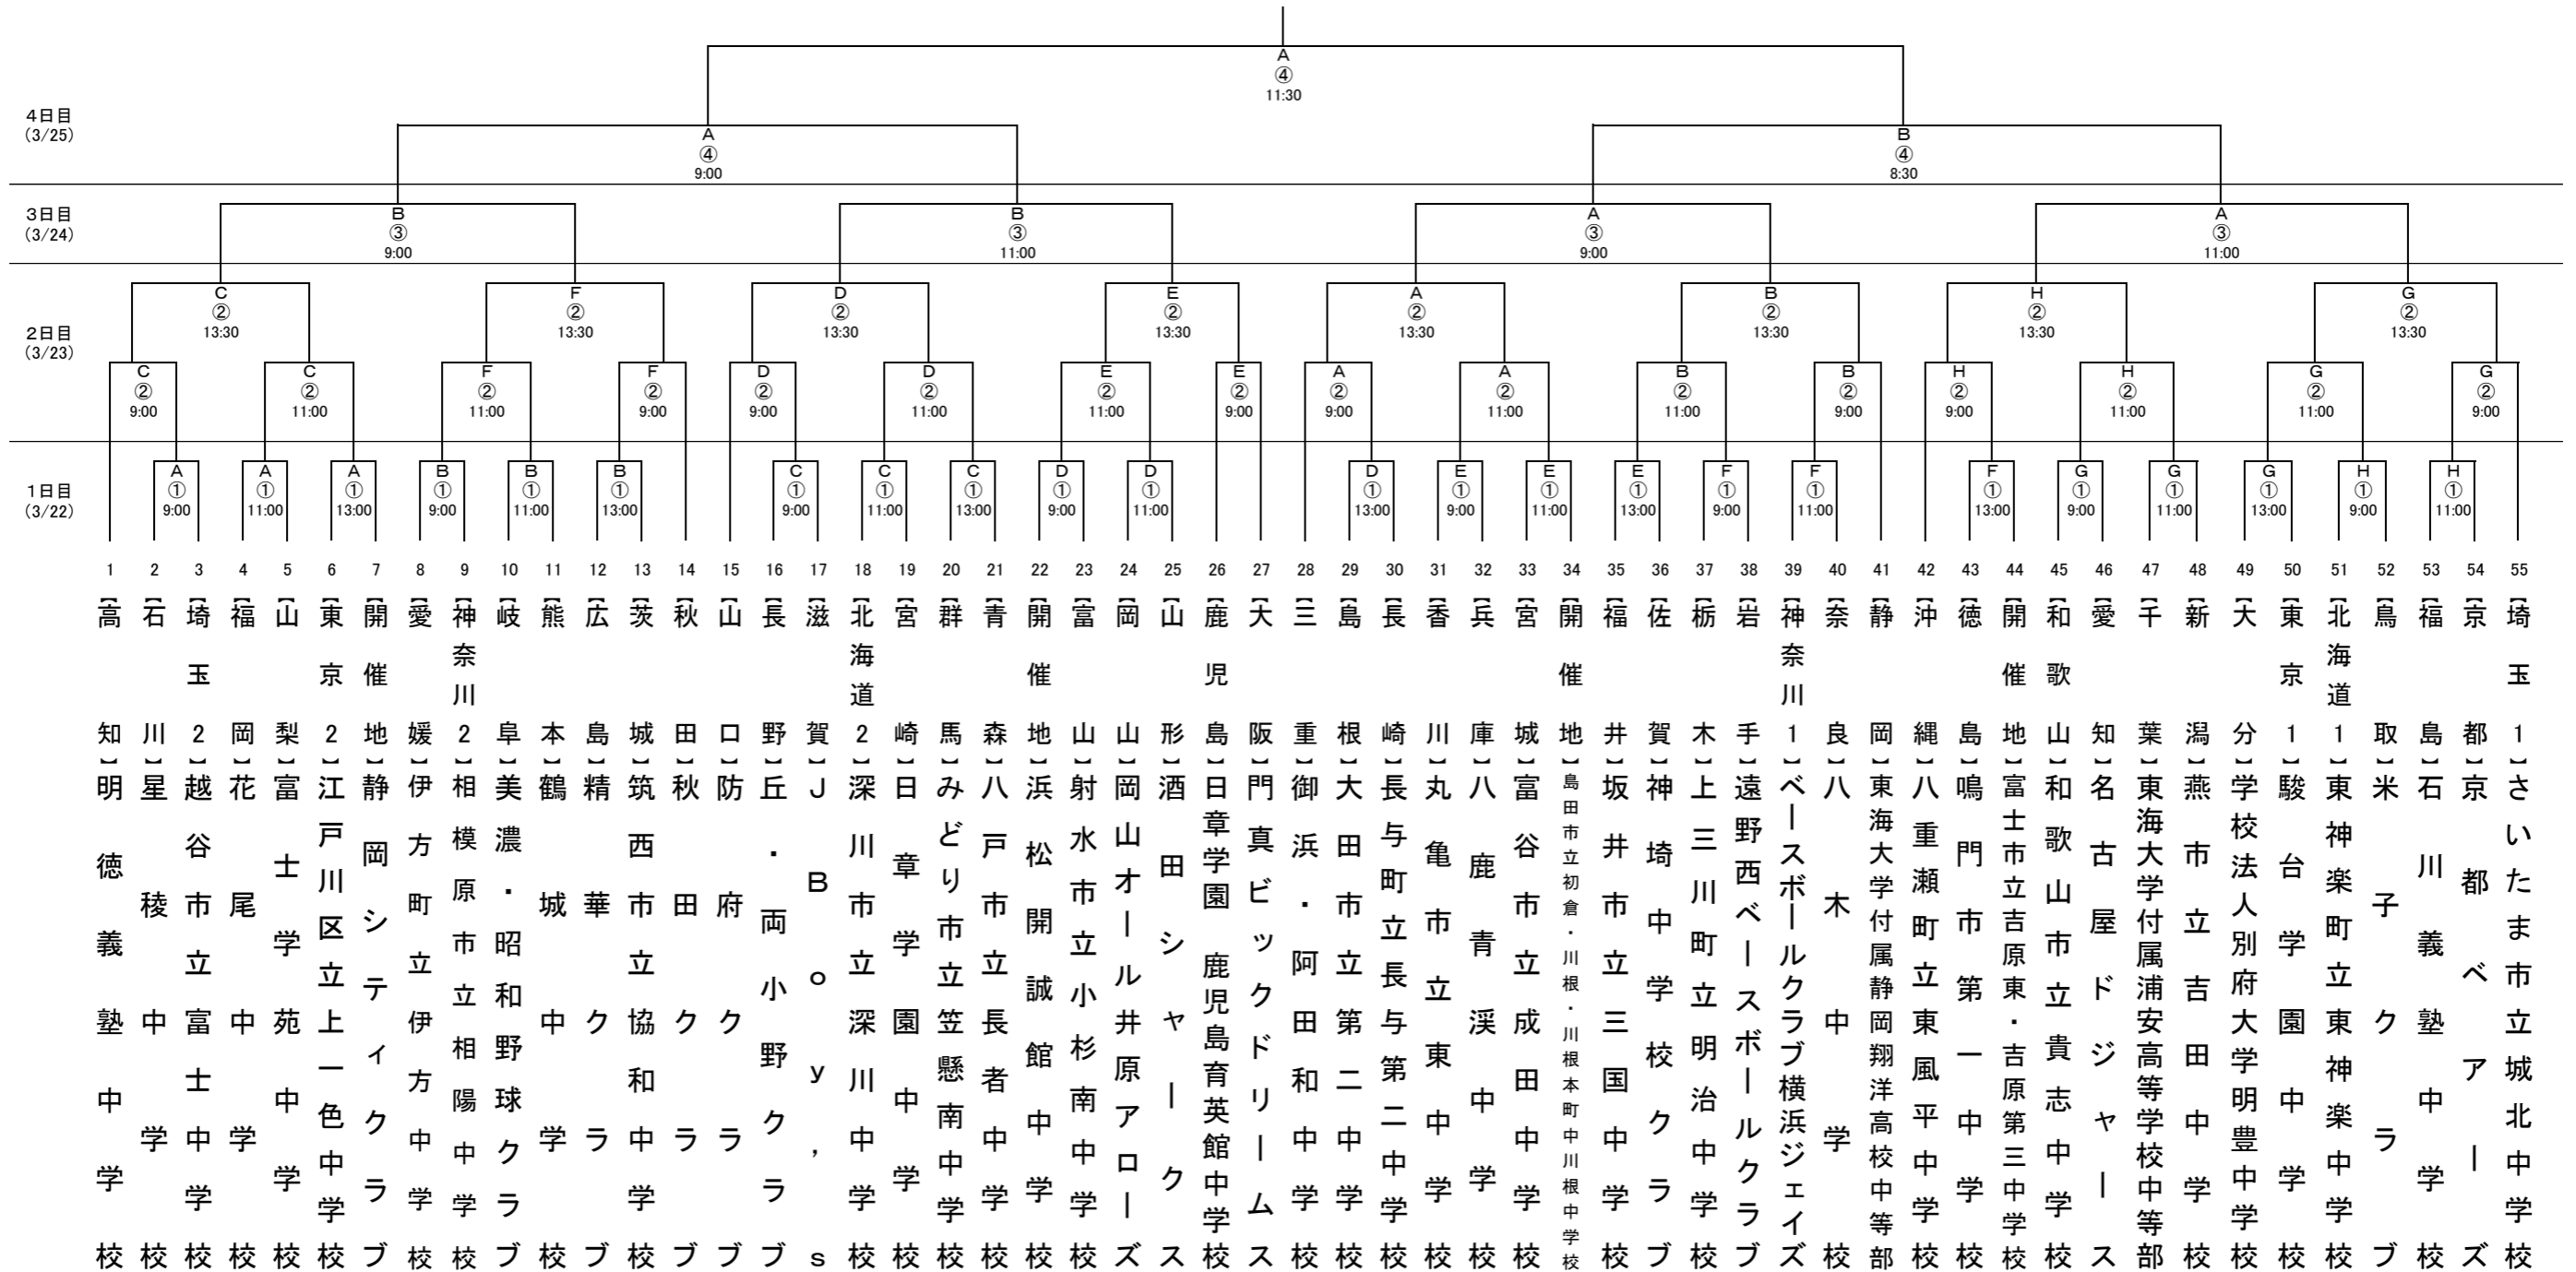 A
④
11:30
4日目
(3/25)
A
④
9:00
B
④
8:30
3日目
(3/24)
B
③
9:00
B
③
11:00
A
③
9:00
A
③
11:00
2日目
(3/23)
C
②
13:30
F
②
13:30
D
②
13:30
E
②
13:30
A
②
13:30
B
②
13:30
H
②
13:30
G
②
13:30
C
②
9:00
C
②
11:00
F
②
11:00
F
②
9:00
D
②
9:00
D
②
11:00
E
②
11:00
E
②
9:00
A
②
9:00
A
②
11:00
B
②
11:00
B
②
9:00
H
②
9:00
H
②
11:00
G
②
11:00
G
②
9:00
1日目
(3/22)
A
①
9:00
A
①
11:00
A
①
13:00
B
①
9:00
B
①
11:00
B
①
13:00
C
①
9:00
C
①
11:00
C
①
13:00
D
①
9:00
D
①
11:00
D
①
13:00
E
①
9:00
E
①
11:00
E
①
13:00
F
①
9:00
F
①
11:00
F
①
13:00
G
①
9:00
G
①
11:00
G
①
13:00
H
①
9:00
H
①
11:00
1 【高知】明徳義塾中学校
2 【石川】星稜中学校
3 【埼玉2】越谷市立富士中学校
4 【福岡】花尾中学校
5 【山梨】富士学苑中学校
6 【東京2】江戸川区立上一色中学校
7 【開催地】静岡シティクラブ
8 【愛媛】伊方町立伊方中学校
9 【神奈川2】相模原市立相陽中学校
10 【岐阜】美濃・昭和野球クラブ
11 【熊本】鶴城中学校
12 【広島】精華クラブ
13 【茨城】筑西市立協和中学校
14 【秋田】秋田クラブ
15 【山口】防府クラブ
16 【長野】丘・両小野クラブ
17 【滋賀】JBoy,s
18 【北海道2】深川市立深川中学校
19 【宮崎】日章学園中学校
20 【群馬】みどり市立笠懸南中学校
21 【青森】八戸市立長者中学校
22 【開催地】浜松開誠館中学校
23 【富山】射水市立小杉南中学校
24 【岡山】岡山オール井原アローズ
25 【山形】酒田シャークス
26 【鹿児島】日章学園 鹿児島育英館中学校
27 【大阪】門真ビックドリームス
28 【三重】御浜・阿田和中学校
29 【島根】大田市立第二中学校
30 【長崎】長与町立長与第二中学校
31 【香川】丸亀市立東中学校
32 【兵庫】八鹿青渓中学校
33 【宮城】富谷市立成田中学校
34 【開催地】島田市立初倉・川根・川根本町中川根中学校
35 【福井】坂井市立三国中学校
36 【佐賀】神埼中学校クラブ
37 【栃木】上三川町立明治中学校
38 【岩手】遠野西ベースボールクラブ
39 【神奈川1】ベースボールクラブ横浜ジェイズ
40 【奈良】八木中学校
41 【静岡】東海大学付属静岡翔洋高校中等部
42 【沖縄】八重瀬町立東風平中学校
43 【徳島】鳴門市第一中学校
44 【開催地】富士市立吉原東・吉原第三中学校
45 【和歌山】和歌山市立貴志中学校
46 【愛知】名古屋ドジャース
47 【千葉】東海大学付属浦安高等学校中等部
48 【新潟】燕市立吉田中学校
49 【大分】学校法人別府大学明豊中学校
50 【東京1】駿台学園中学校
51 【北海道1】東神楽町立東神楽中学校
52 【鳥取】米子クラブ
53 【福島】石川義塾中学校
54 【京都】京都ベアーズ
55 【埼玉1】さいたま市立城北中学校